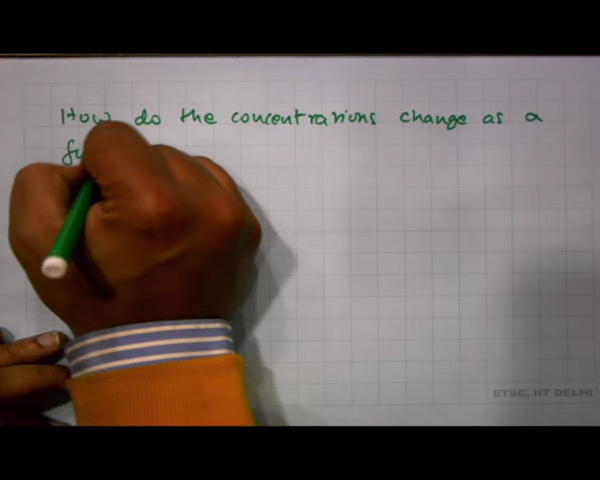 How do the concentrations change as a
ETSC, IIT DELHI